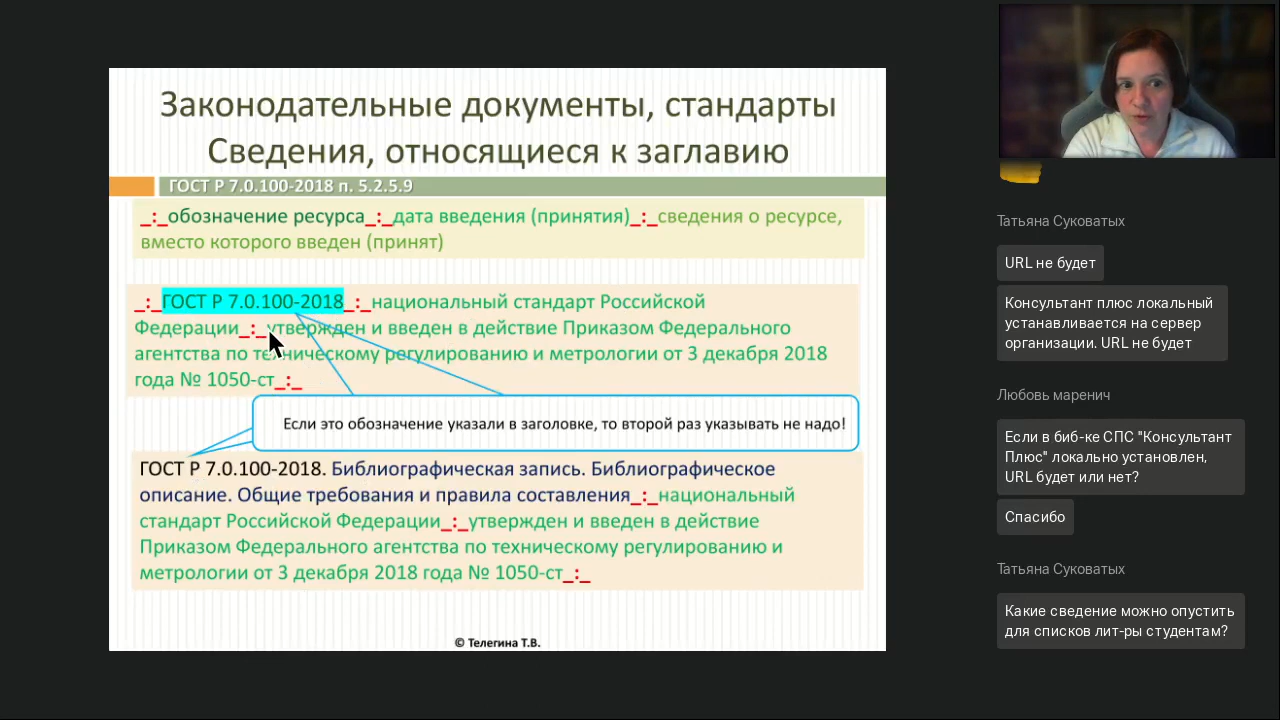 Законодательные документы, стандарты
Сведения, относящиеся к заглавию
ГОСТ Р 7.0.100-2018 п. 5.2.5.9
_:_обозначение ресурса_:_дата введения (принятия)_:_сведения о ресурсе,
вместо которого введен (принят)
_:_ГОСТ Р 7.0.100-2018_:_национальный стандарт Российской
Федерации_:_утвержден и введен в действие Приказом Федерального
агентства по техническому регулированию и метрологии от 3 декабря 2018
года № 1050-ст_:_
Если это обозначение указали в заголовке, то второй раз указывать не надо!
ГОСТ Р 7.0.100-2018. Библиографическая запись. Библиографическое
описание. Общие требования и правила составления_:_национальный
стандарт Российской Федерации_:_утвержден и введен в действие
Приказом Федерального агентства по техническому регулированию и
метрологии от 3 декабря 2018 года № 1050-ст_:_
© Телегина Т.В.
Татьяна Суковатых
URL не будет
Консультант плюс локальный
устанавливается на сервер
организации. URL не будет
Любовь маренич
Если в биб-ке СПС "Консультант
Плюс" локально установлен,
URL будет или нет?
Спасибо
Татьяна Суковатых
Какие сведение можно опустить
для списков лит-ры студентам?